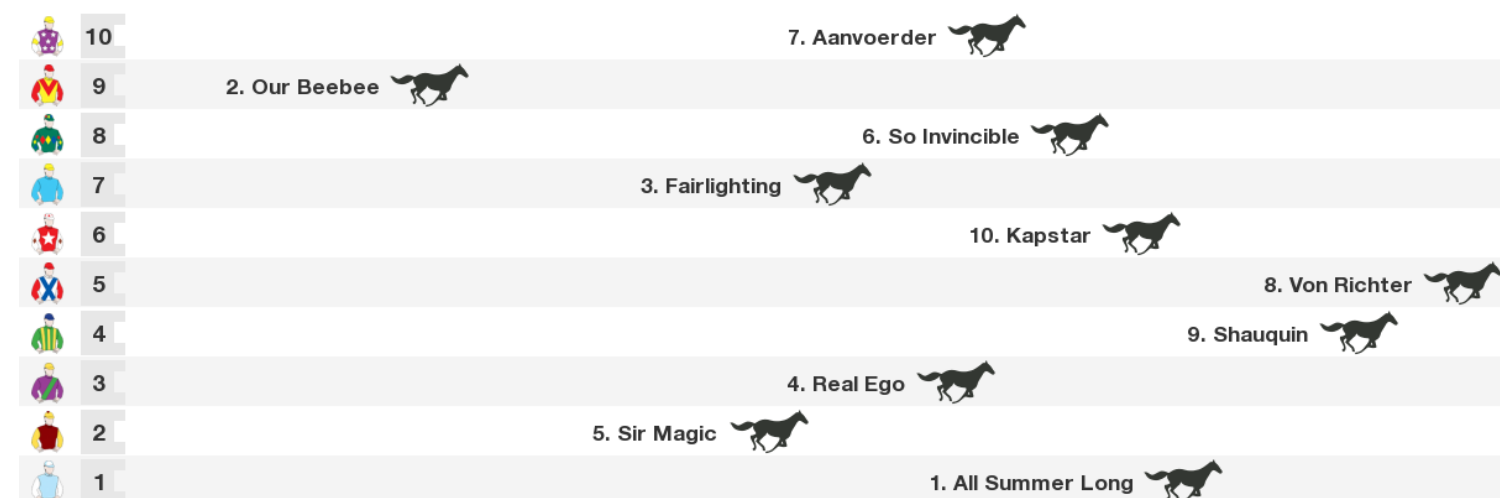 10 7. Aanvoerder
9 2. Our Beebee
8 6. So Invincible
7 3. Fairlighting
6 10. Kapstar
5 8. Von Richter
4 9. Shauquin
3 4. Real Ego
2 5. Sir Magic
1 1. All Summer Long